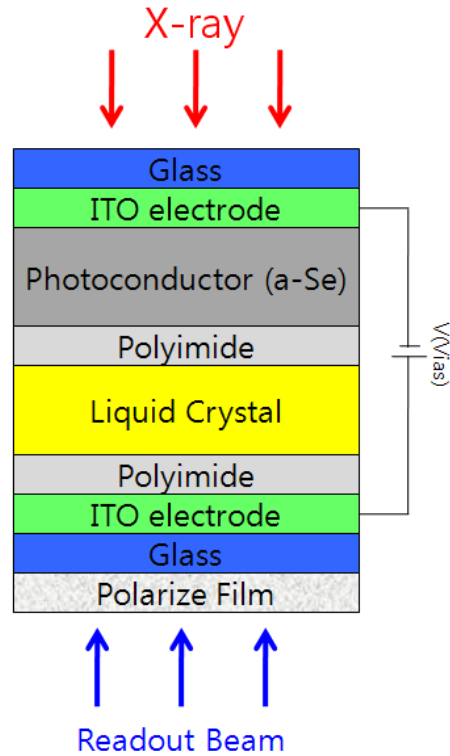 X-ray
Glass
ITO electrode
Photoconductor (a-Se)
Polyimide
Liquid Crystal
Polyimide
ITO electrode
Glass
Polarize Film
V(Vias)
Readout Beam